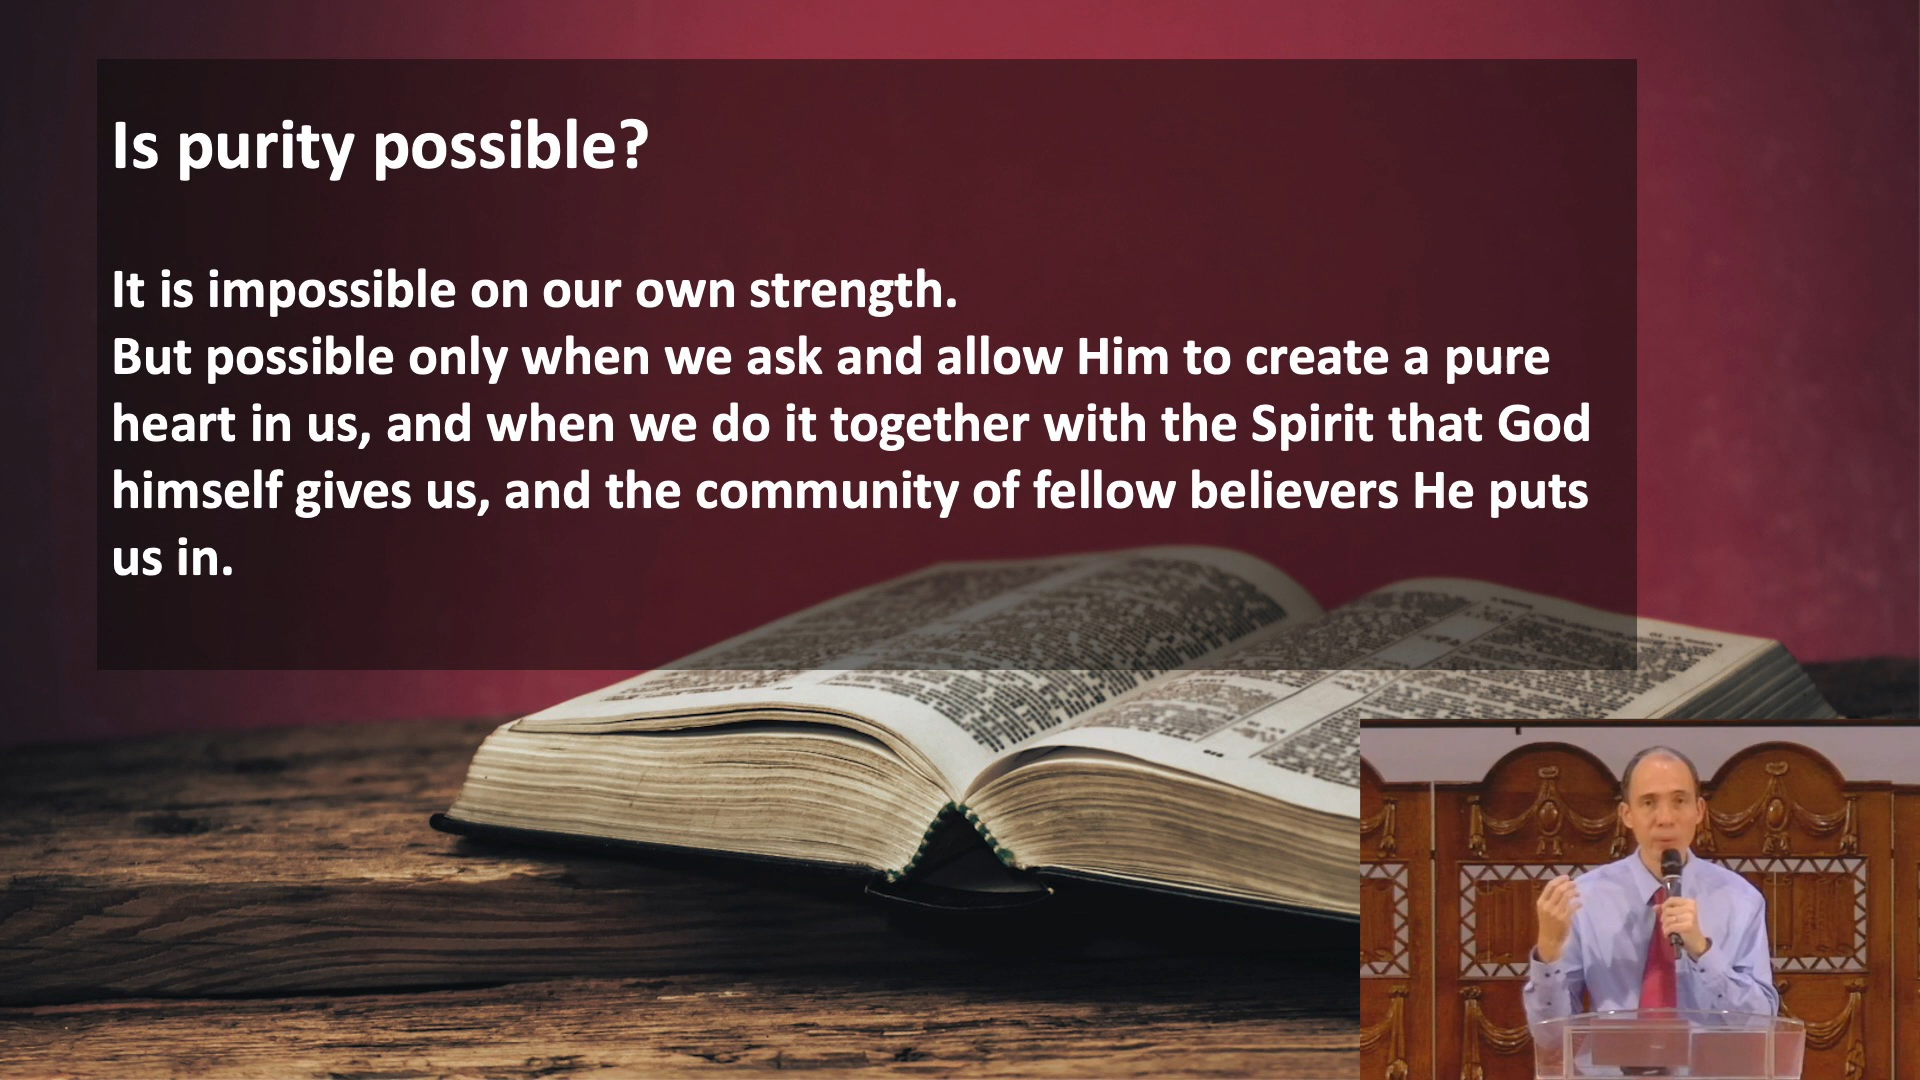 Is purity possible?
It is impossible on our own strength.
But possible only when we ask and allow Him to create a pure
heart in us, and when we do it together with the Spirit that God
himself gives us, and the community of fellow believers He puts
us in.